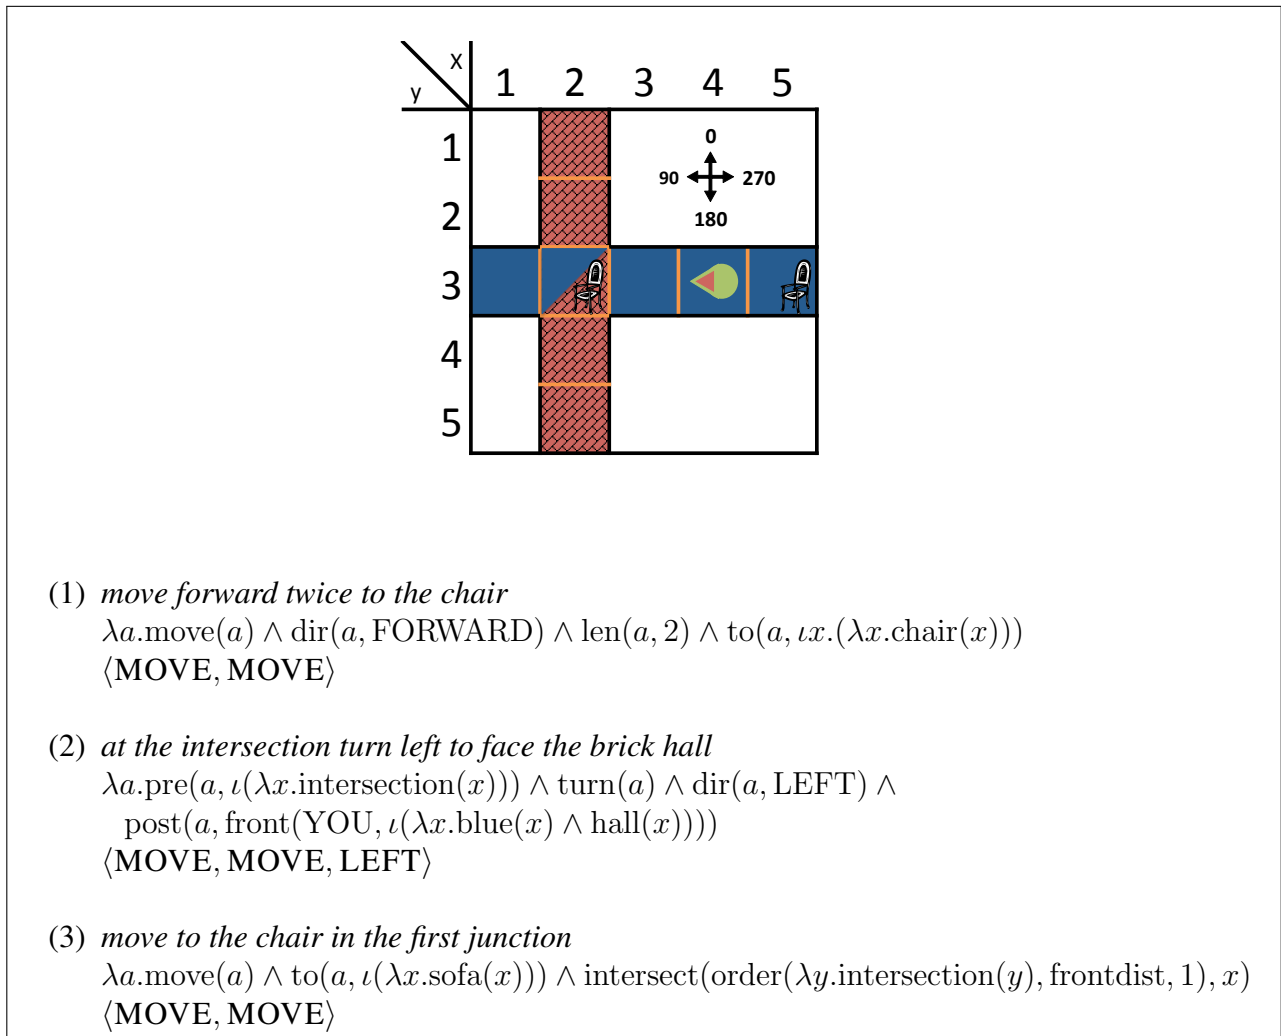 x
y
1 2 3 4 5
1
0
90 270
2
180
3
4
5
(1) move forward twice to the chair
λa.move(a) ∧ dir(a, FORWARD) ∧ len(a, 2) ∧ to(a, ιx.(λx.chair(x)))
⟨MOVE, MOVE⟩
(2) at the intersection turn left to face the brick hall
λa.pre(a, ι(λx.intersection(x))) ∧ turn(a) ∧ dir(a, LEFT) ∧
post(a, front(YOU, ι(λx.blue(x) ∧ hall(x))))
⟨MOVE, MOVE, LEFT⟩
(3) move to the chair in the first junction
λa.move(a) ∧ to(a, ι(λx.sofa(x))) ∧ intersect(order(λy.intersection(y), frontdist, 1), x)
⟨MOVE, MOVE⟩